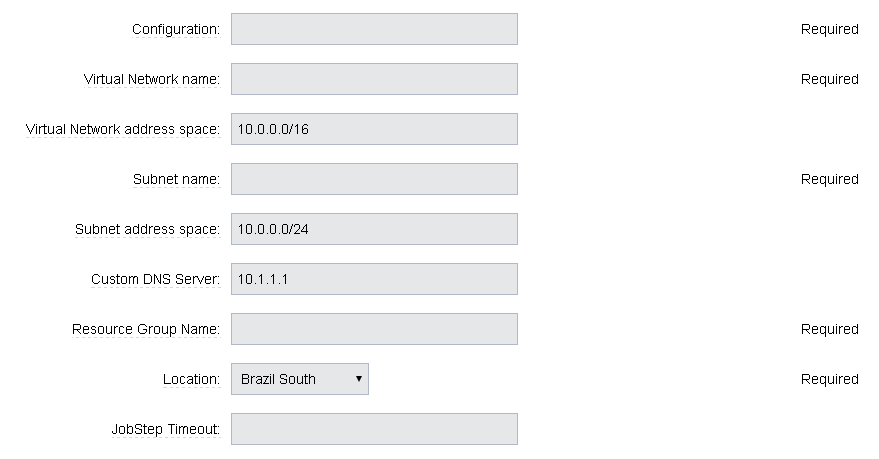 Configuration: Required
Virtual Network name: Required
Virtual Network address space: 10.0.0.0/16
Subnet name: Required
Subnet address space: 10.0.0.0/24
Custom DNS Server: 10.1.1.1
Resource Group Name: Required
Location: Brazil South Required
JobStep Timeout: